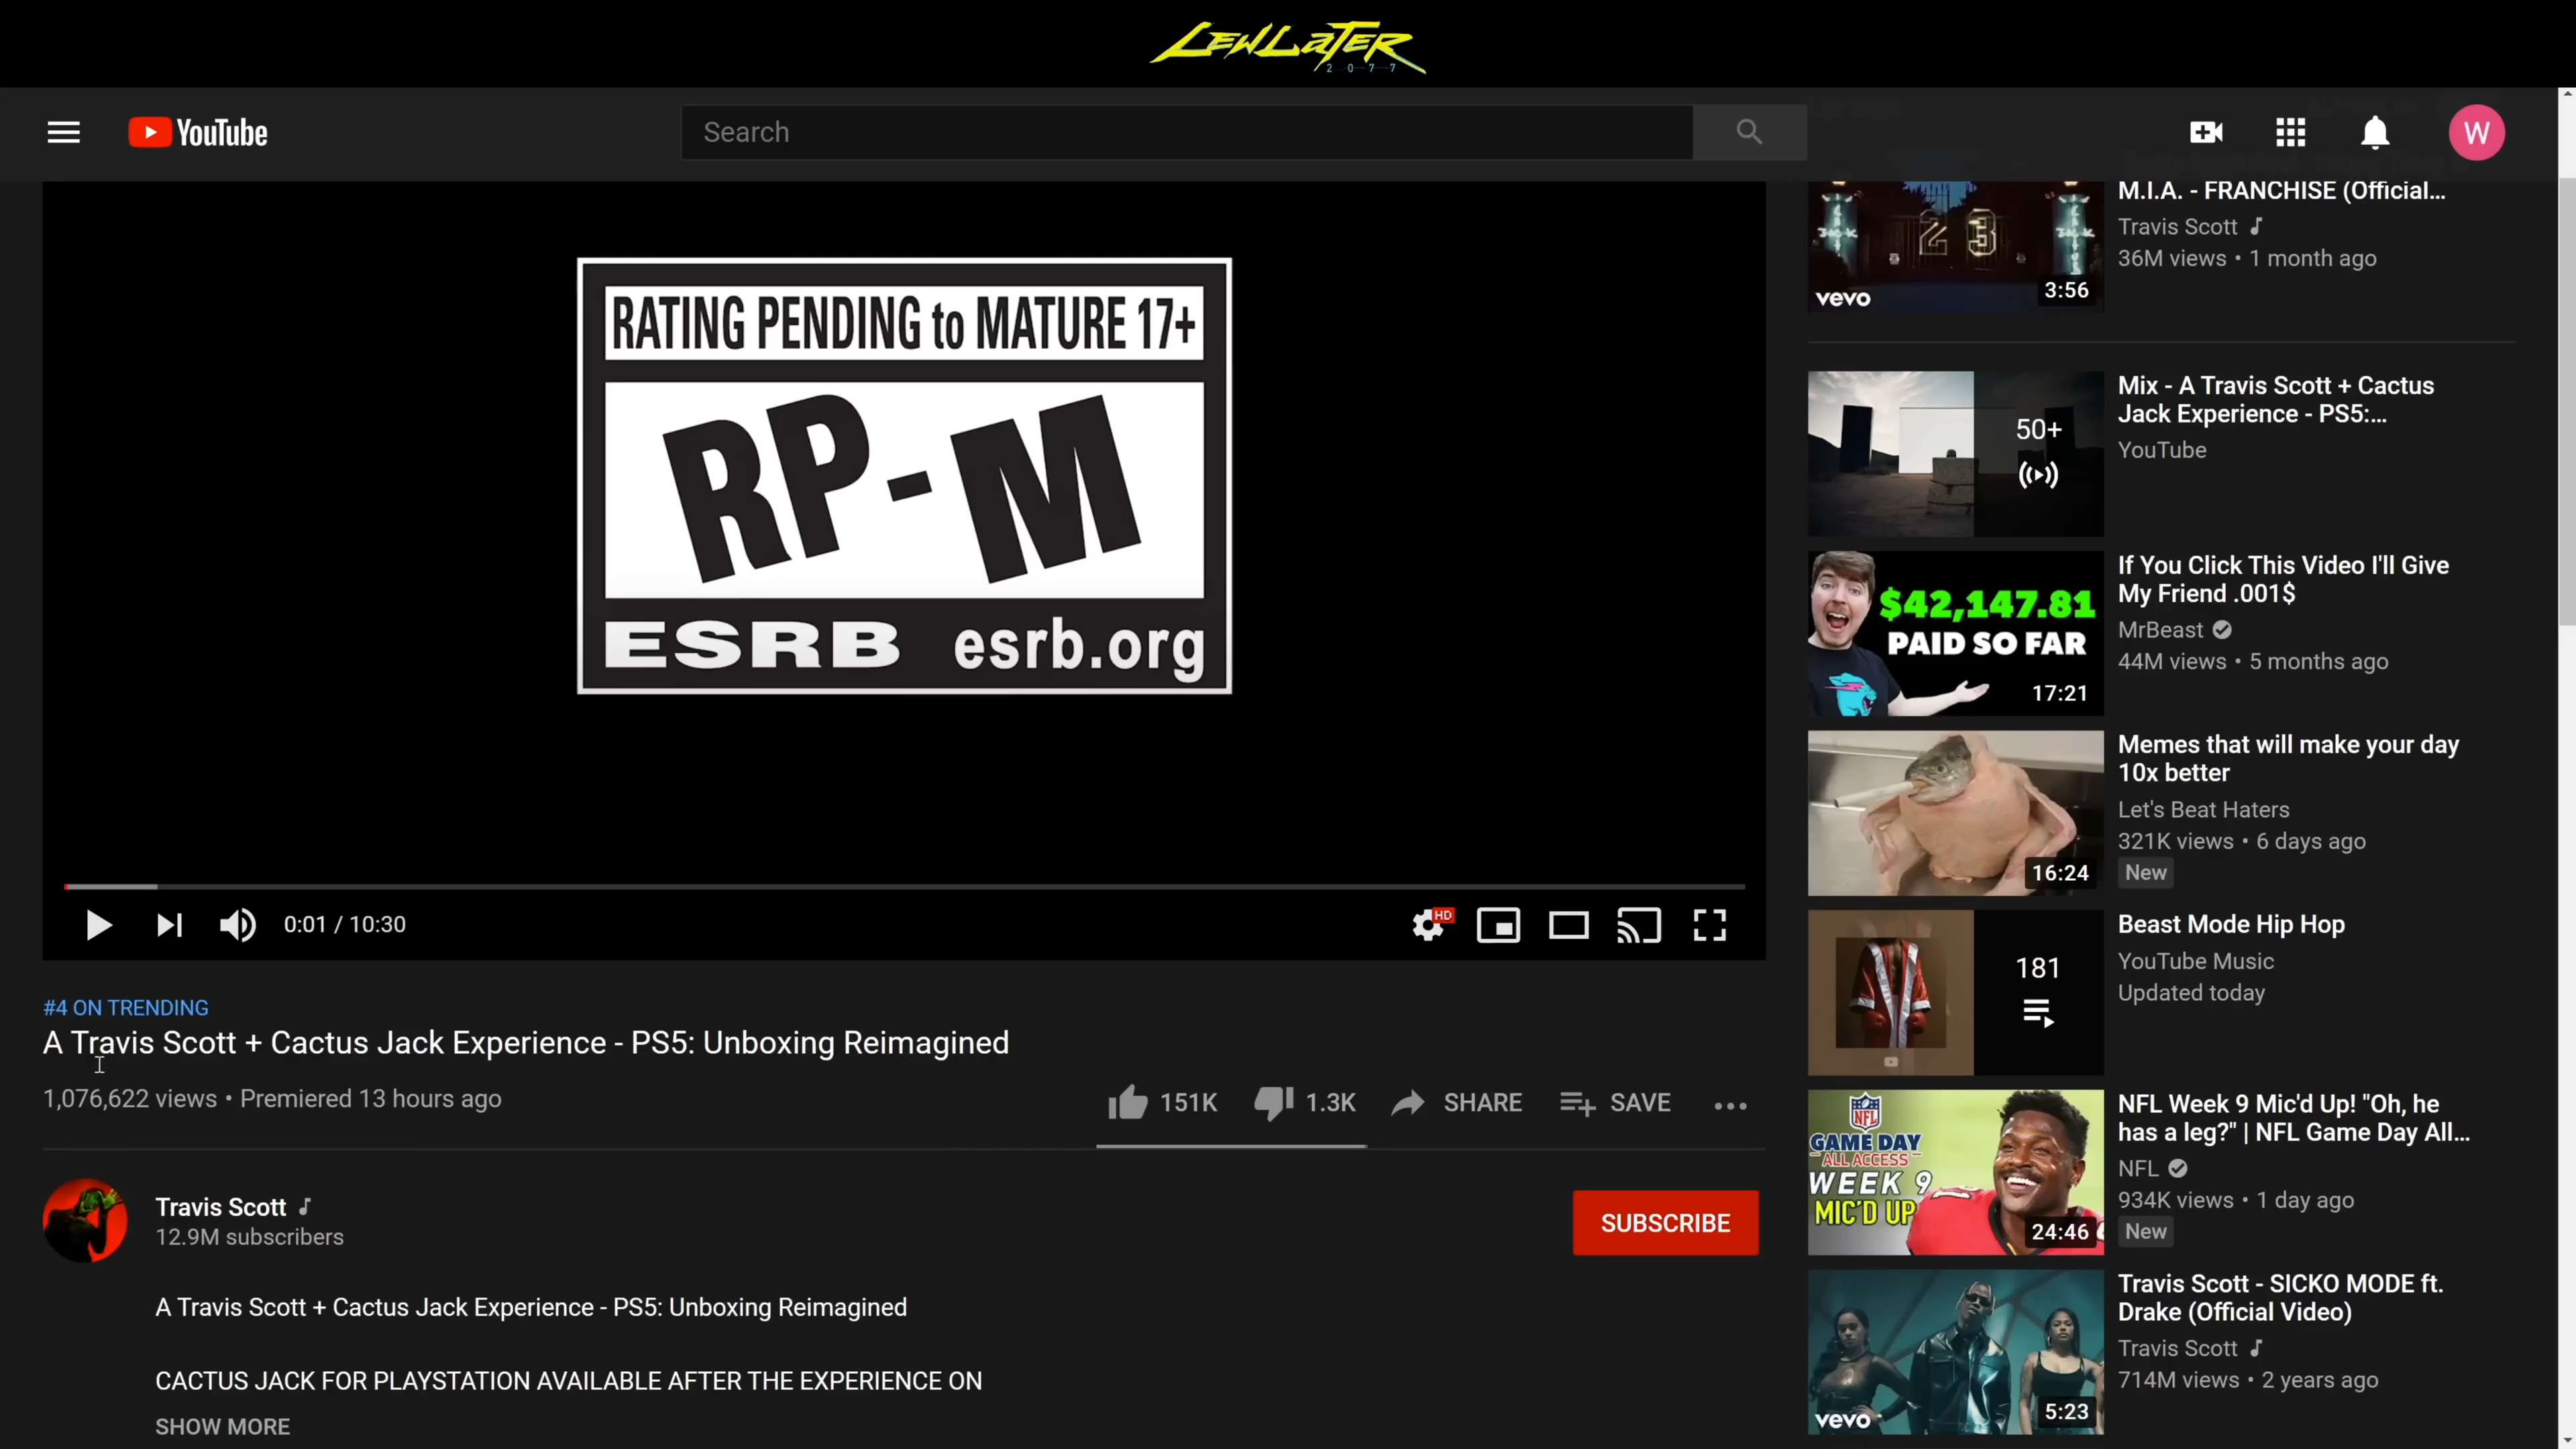 LEWLATER
2077
YouTube
Search
W
RATING PENDING to MATURE 17+
RP-M
ESRB esrb.org
0:01 / 10:30
HD
#4 ON TRENDING
A Travis Scott + Cactus Jack Experience - PS5: Unboxing Reimagined
1,076,622 views • Premiered 13 hours ago
151K
1.3K
SHARE
SAVE
Travis Scott
12.9M subscribers
SUBSCRIBE
A Travis Scott + Cactus Jack Experience - PS5: Unboxing Reimagined
CACTUS JACK FOR PLAYSTATION AVAILABLE AFTER THE EXPERIENCE ON
SHOW MORE
23
vevo
3:56
M.I.A. - FRANCHISE (Official...
Travis Scott
36M views • 1 month ago
50+
Mix - A Travis Scott + Cactus
Jack Experience - PS5:...
YouTube
$42,147.81
PAID SO FAR
17:21
If You Click This Video I'll Give
My Friend .001$
MrBeast
44M views • 5 months ago
16:24
Memes that will make your day
10x better
Let's Beat Haters
321K views • 6 days ago
New
181
Beast Mode Hip Hop
YouTube Music
Updated today
NFL
GAME DAY
ALL ACCESS
WEEK 9
MIC'D UP
24:46
NFL Week 9 Mic'd Up! "Oh, he
has a leg?" | NFL Game Day All...
NFL
934K views • 1 day ago
New
vevo
5:23
Travis Scott - SICKO MODE ft.
Drake (Official Video)
Travis Scott
714M views • 2 years ago